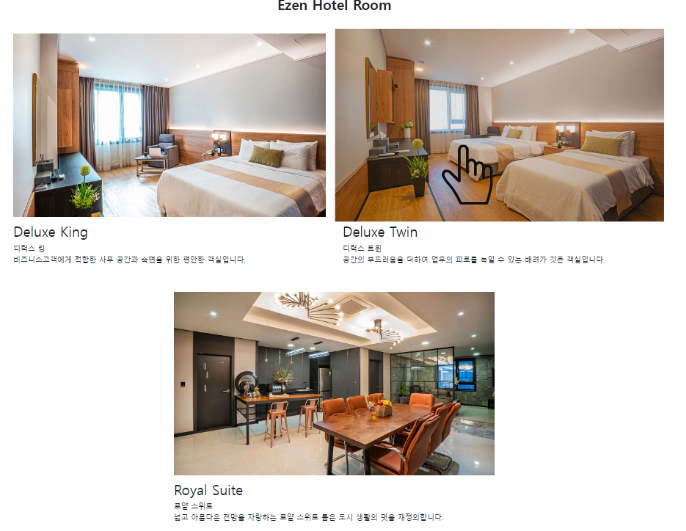 Ezen Hotel Room
Deluxe King
디럭스 킹
비즈니스고객에게 적합한 사무 공간과 숙면을 위한 편안한 객실입니다.
Deluxe Twin
디럭스 트윈
공간의 부드러움을 더하여 업무의 피로를 녹일 수 있는 배려가 깃든 객실입니다.
Royal Suite
로얄 스위트
넓고 아름다운 전망을 자랑하는 로얄 스위트 룸은 도시 생활의 멋을 재정의합니다.